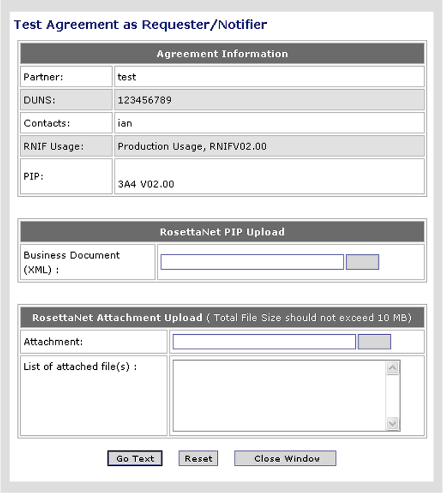 Test Agreement as Requester/Notifier
Agreement Information
Partner: test
DUNS: 123456789
Contacts: ian
RNIF Usage: Production Usage, RNIFV02.00
PIP: 3A4 V02.00
RosettaNet PIP Upload
Business Document
(XML) :
RosettaNet Attachment Upload ( Total File Size should not exceed 10 MB)
Attachment:
List of attached file(s) :
Go Text Reset Close Window